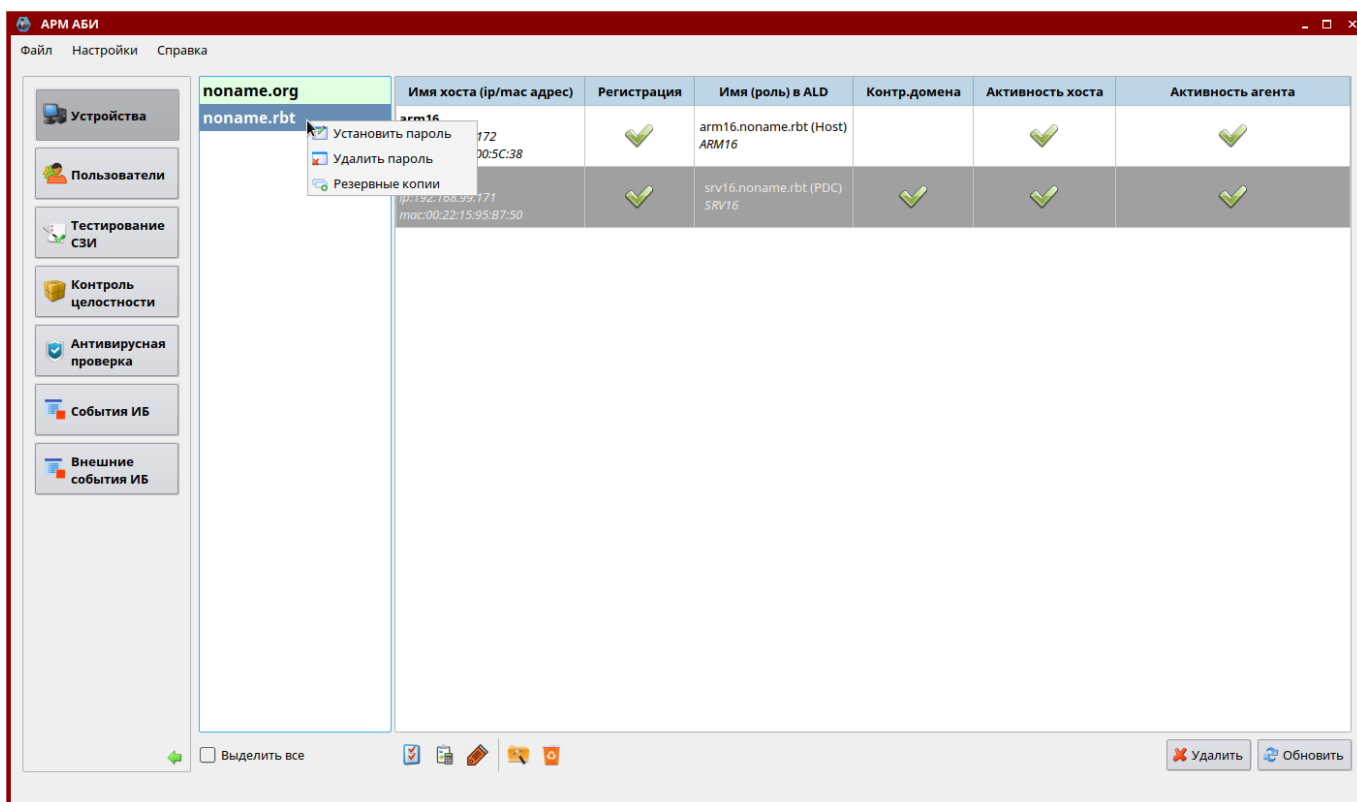 АРМ АБИ
Файл Настройки Справка
Устройства
Пользователи
Тестирование
СЗИ
Контроль
целостности
Антивирусная
проверка
События ИБ
Внешние
события ИБ
noname.org
noname.rbt
Установить пароль
Удалить пароль
Резервные копии
Имя хоста (ip/mac адрес) Регистрация Имя (роль) в ALD Контр.домена Активность хоста Активность агента
arm16
172
00:5C:38
arm16.noname.rbt (Host)
ARM16
ip:192.168.99.171
mac:00:22:15:95:B7:50
srv16.noname.rbt (PDC)
SRV16
Выделить все
Удалить Обновить